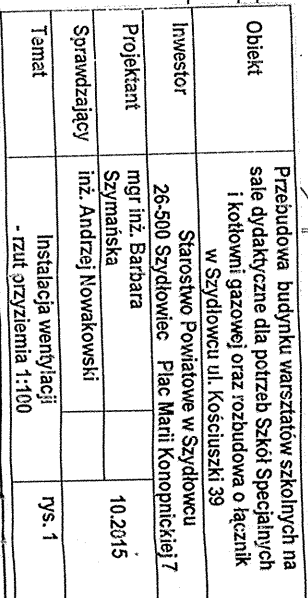 Obiekt
Przebudowa budynku warsztatów szkolnych na
sale dydaktyczne dla potrzeb Szkół Specjalnych
i kotłowni gazowej oraz rozbudowa o łącznik
w Szydłowcu ul. Kościuszki 39
Inwestor
Starostwo Powiatowe w Szydłowcu
26-500 Szydłowiec Plac Marii Konopnickiej 7
Projektant
mgr inż. Barbara
Szymańska
10.2015
Sprawdzający
inż. Andrzej Nowakowski
Temat
Instalacja wentylacji
- rzut przyziemia 1:100
rys. 1